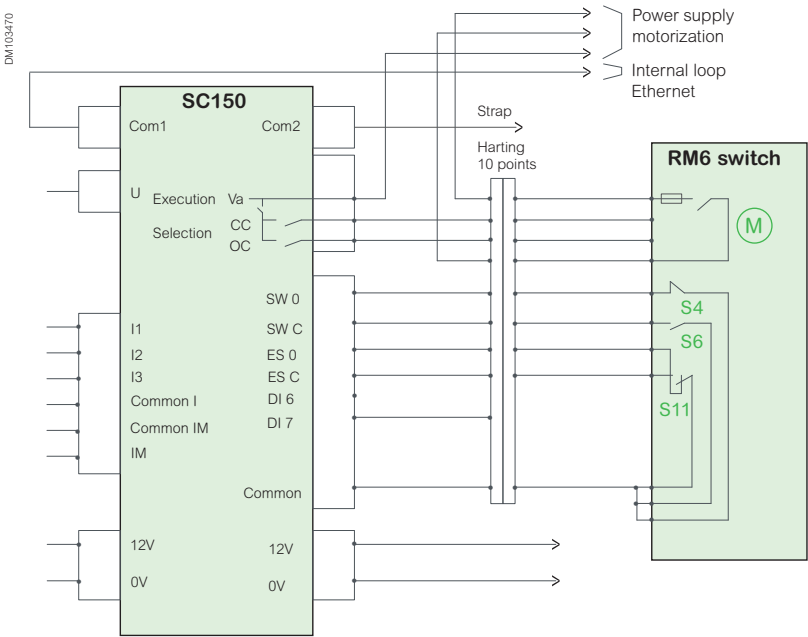 DM103470
Power supply
motorization
Internal loop
Ethernet
SC150
Com1
Com2
Strap
Harting
10 points
RM6 switch
U
Execution
Va
Selection
CC
OC
M
SW 0
S4
I1
SW C
S6
I2
ES 0
I3
ES C
Common I
DI 6
S11
Common IM
DI 7
IM
Common
12V
12V
0V
0V